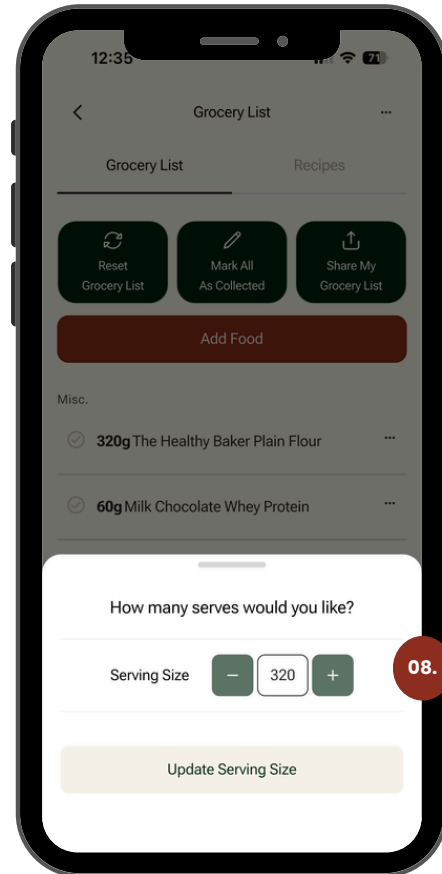 12:35
71
Grocery List
Grocery List
Recipes
Reset
Grocery List
Mark All
As Collected
Share My
Grocery List
Add Food
Misc.
320g The Healthy Baker Plain Flour
60g Milk Chocolate Whey Protein
How many serves would you like?
Serving Size
− 320 +
08.
Update Serving Size